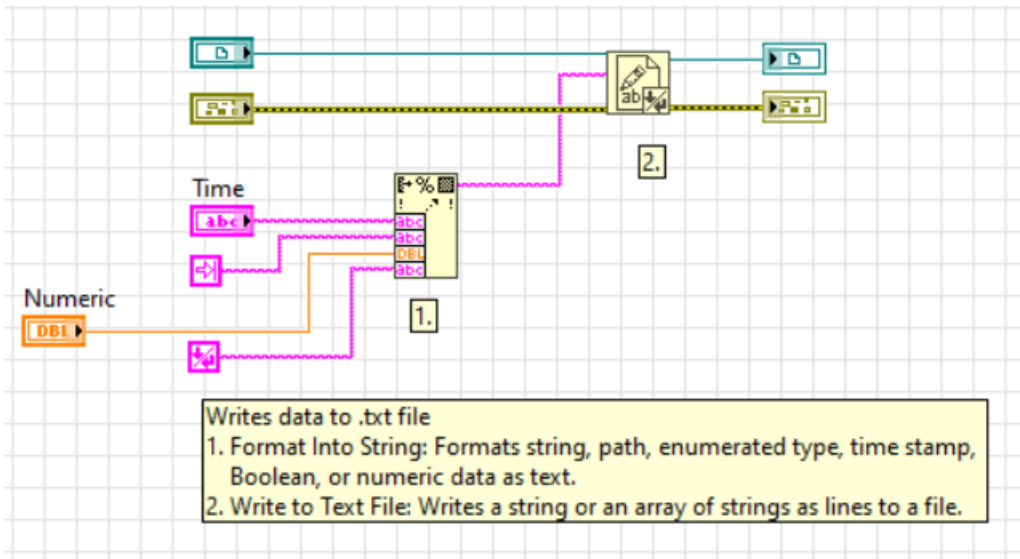 ab
2.
Time
abc
%
! !
abc
abc
DBL
abc
Numeric
DBL
1.
Writes data to .txt file
1. Format Into String: Formats string, path, enumerated type, time stamp,
Boolean, or numeric data as text.
2. Write to Text File: Writes a string or an array of strings as lines to a file.